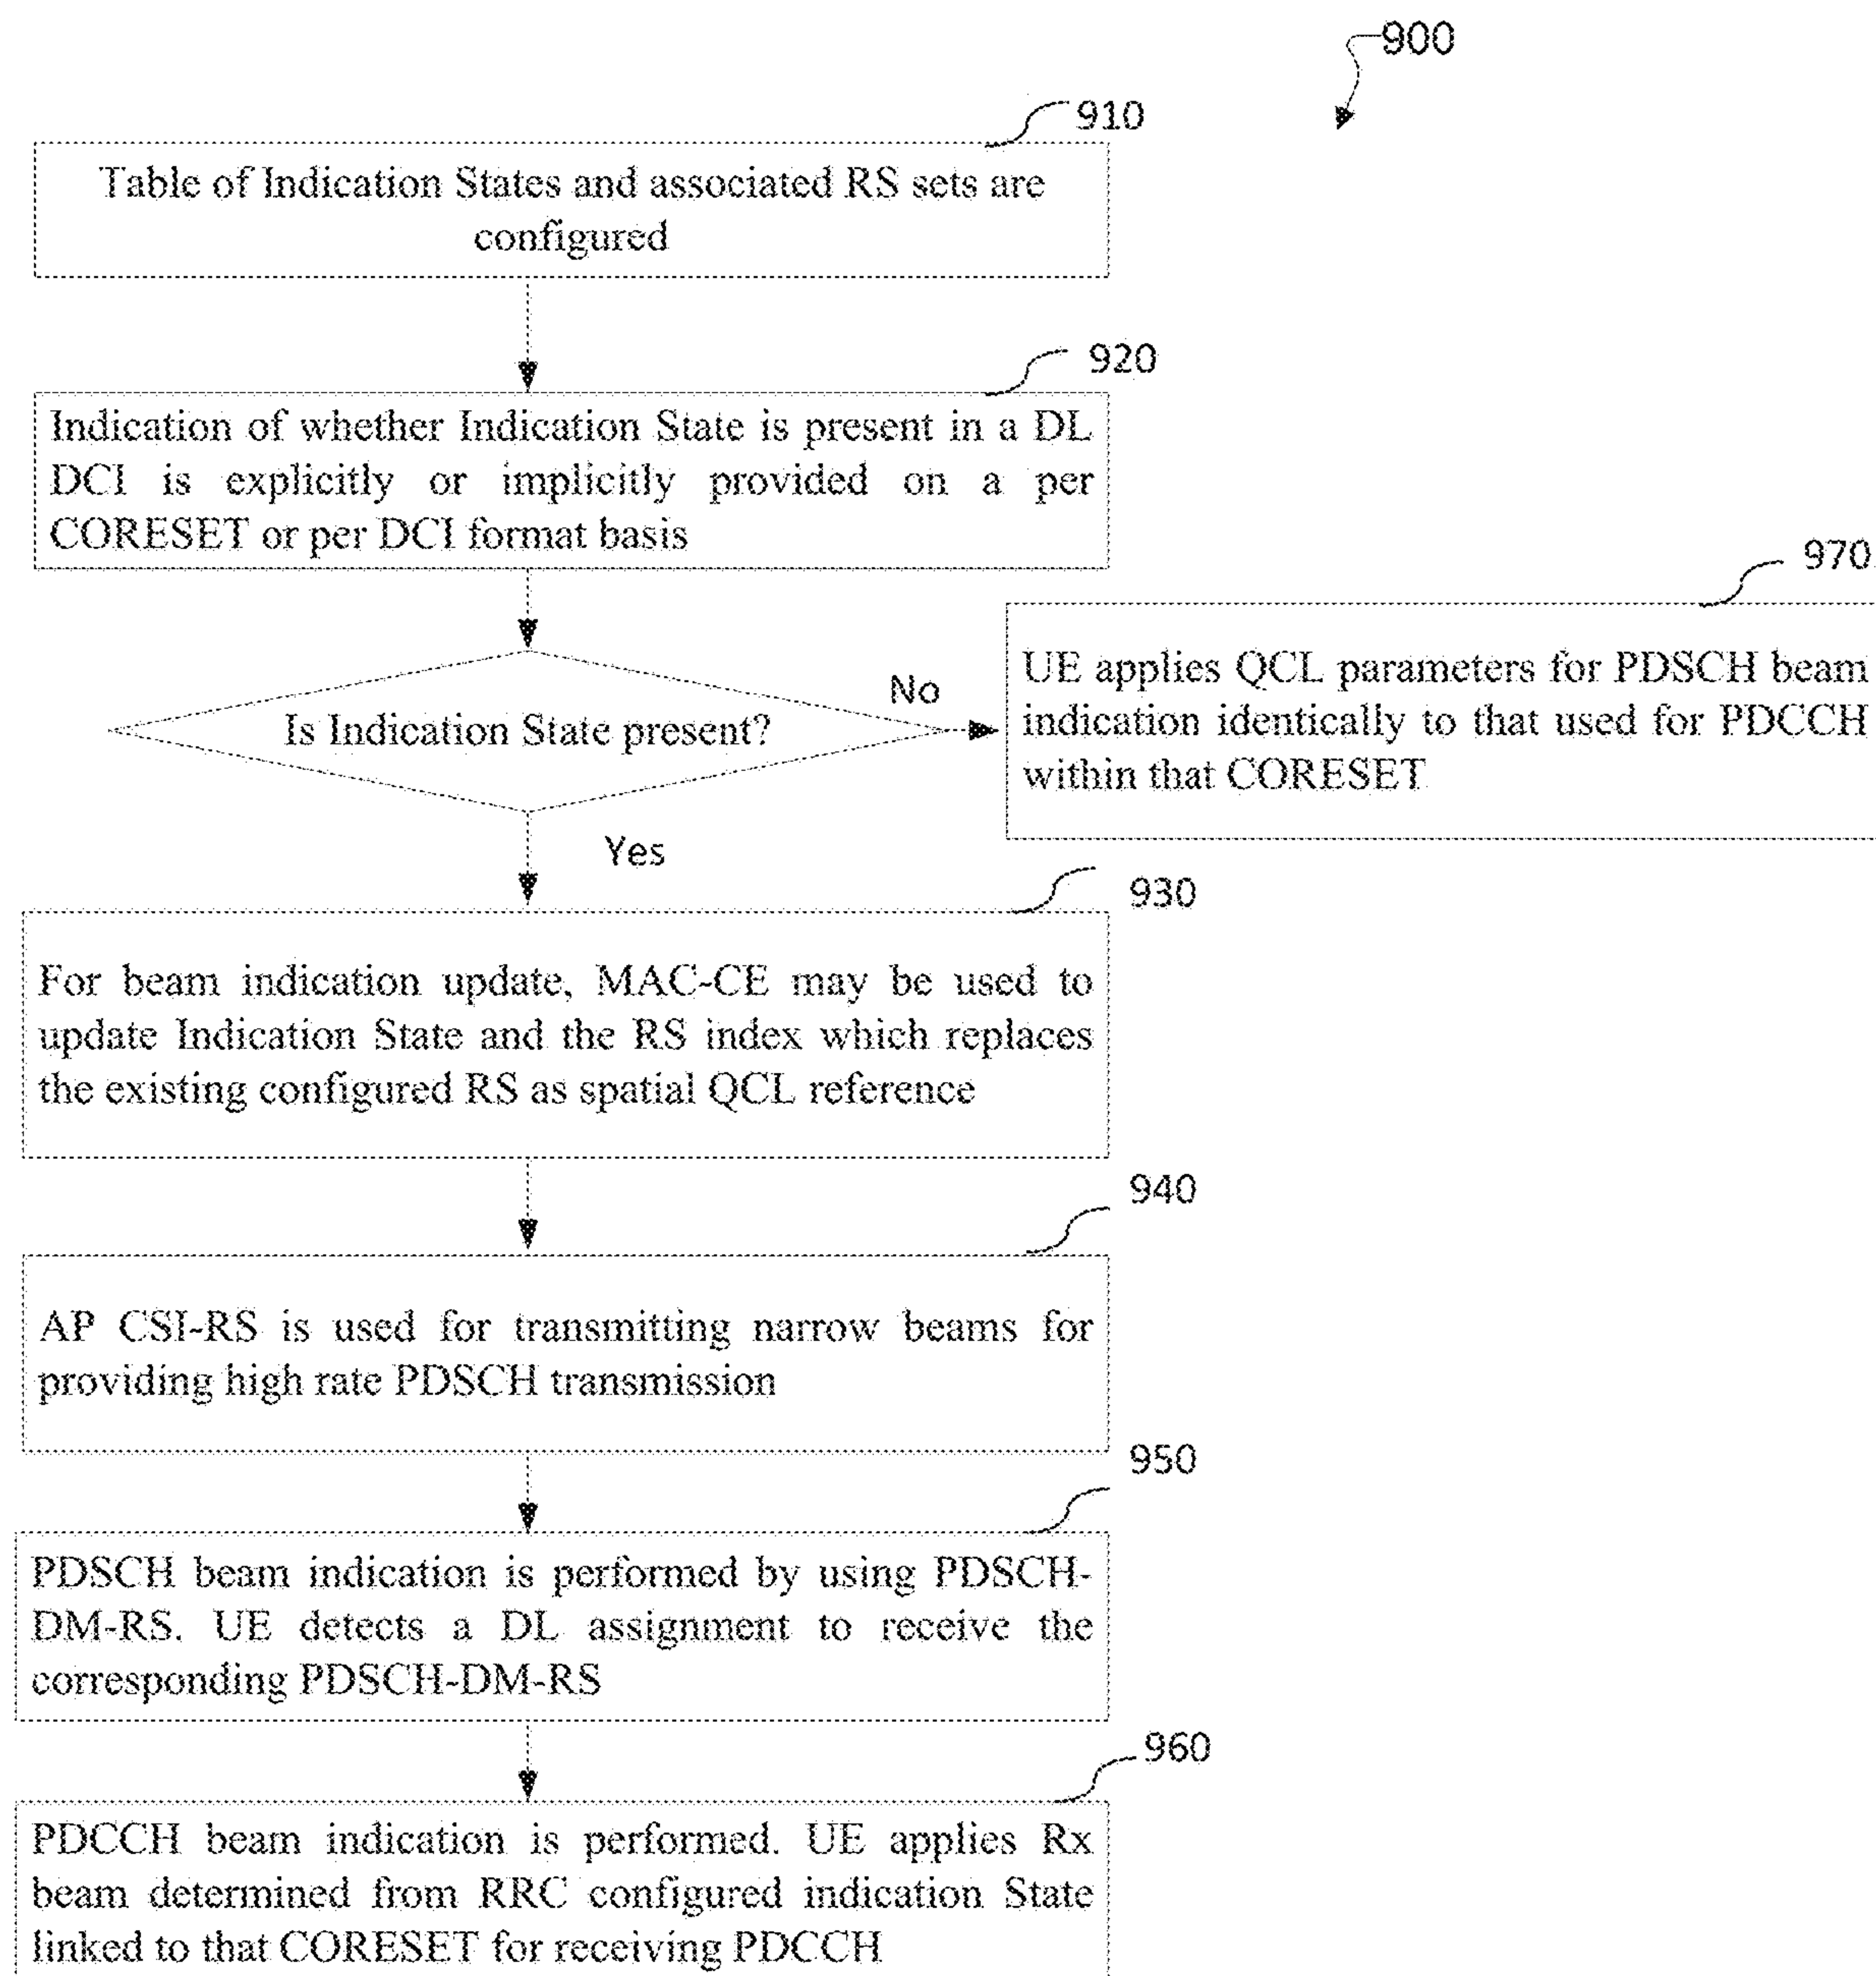 900
910
Table of Indication States and associated RS sets are
configured
920
Indication of whether Indication State is present in a DL
DCI is explicitly or implicitly provided on a per
CORESET or per DCI format basis
Is Indication State present?
No
970
UE applies QCL parameters for PDSCH beam
indication identically to that used for PDCCH
within that CORESET
Yes
930
For beam indication update, MAC-CE may be used to
update Indication State and the RS index which replaces
the existing configured RS as spatial QCL reference
940
AP CSI-RS is used for transmitting narrow beams for
providing high rate PDSCH transmission
950
PDSCH beam indication is performed by using PDSCH-
DM-RS. UE detects a DL assignment to receive the
corresponding PDSCH-DM-RS
960
PDCCH beam indication is performed. UE applies Rx
beam determined from RRC configured indication State
linked to that CORESET for receiving PDCCH